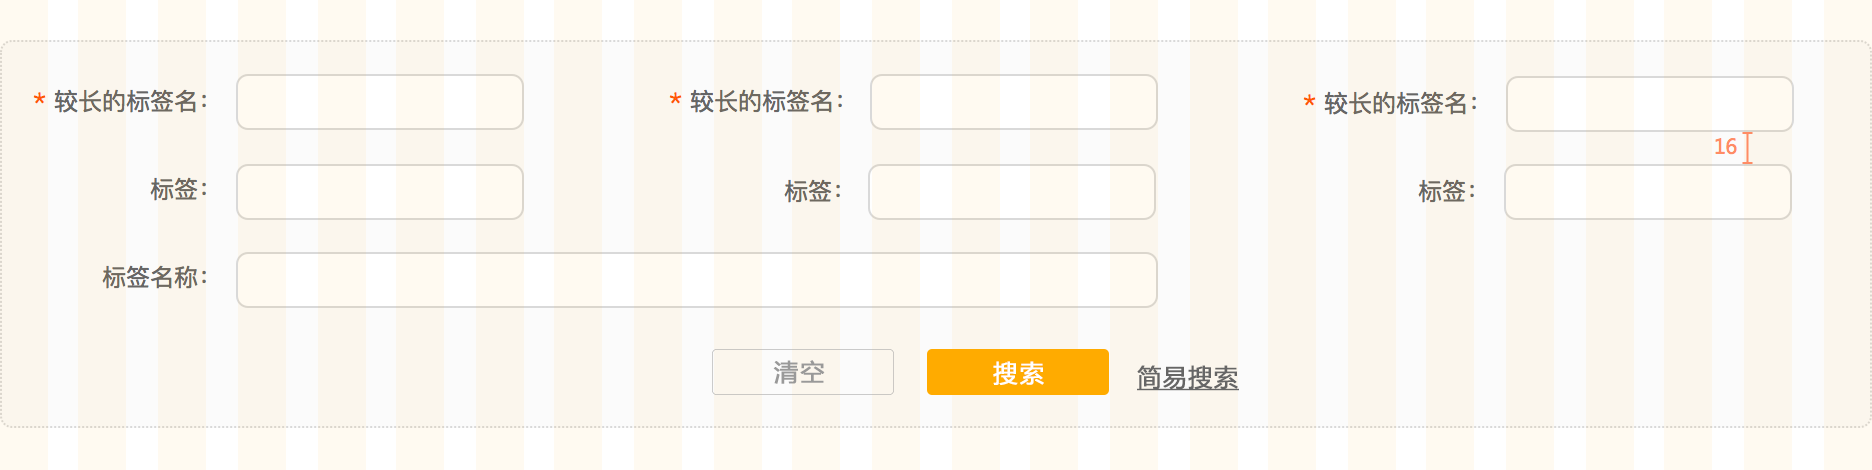 * 较长的标签名： * 较长的标签名： * 较长的标签名：
16
标签： 标签： 标签：
标签名称：
清空 搜索 简易搜索